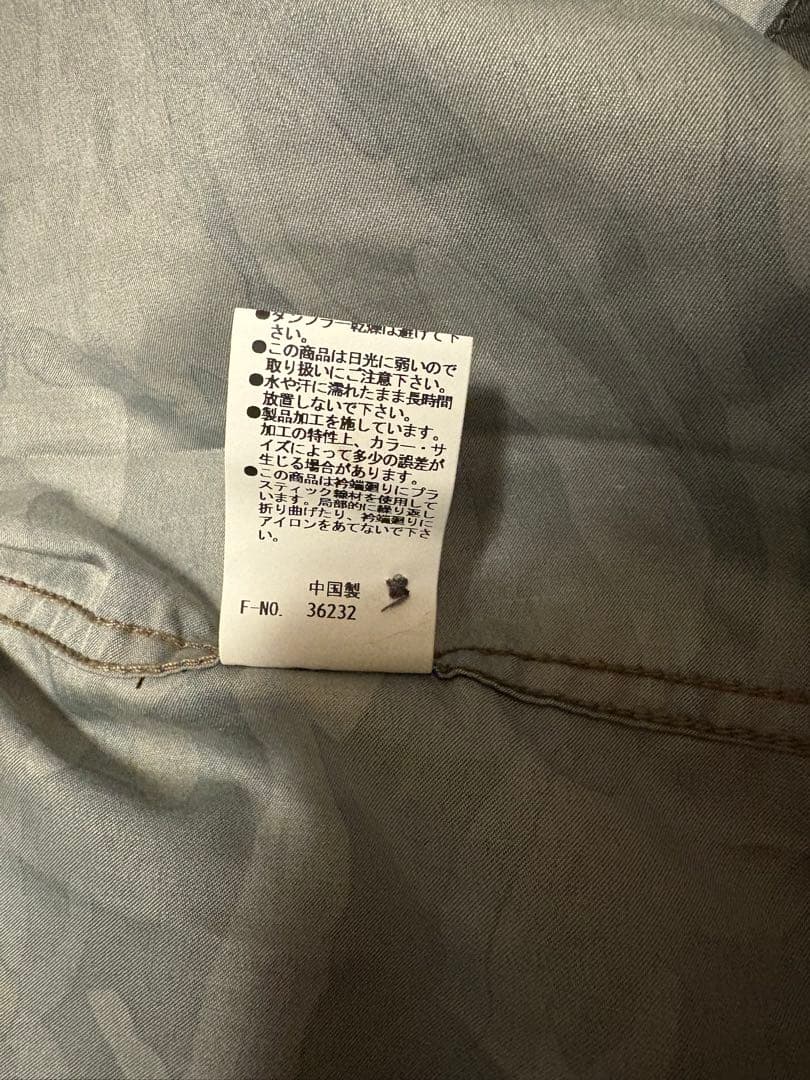 ●タンブラー乾燥は避けて下
さい。
●この商品は日光に弱いので
取り扱いにご注意下さい。
●水や汗に濡れたまま長時間
放置しないで下さい。
●製品加工を施しています。
加工の特性上、カラー・サ
イズによって多少の誤差が
生じる場合があります。
●この商品は衿端廻りにプラ
スティック線材を使用して
います。局部的に繰り返し
折り曲げたり、衿端廻りに
アイロンをあてないで下さ
い。
中国製
F-NO. 36232